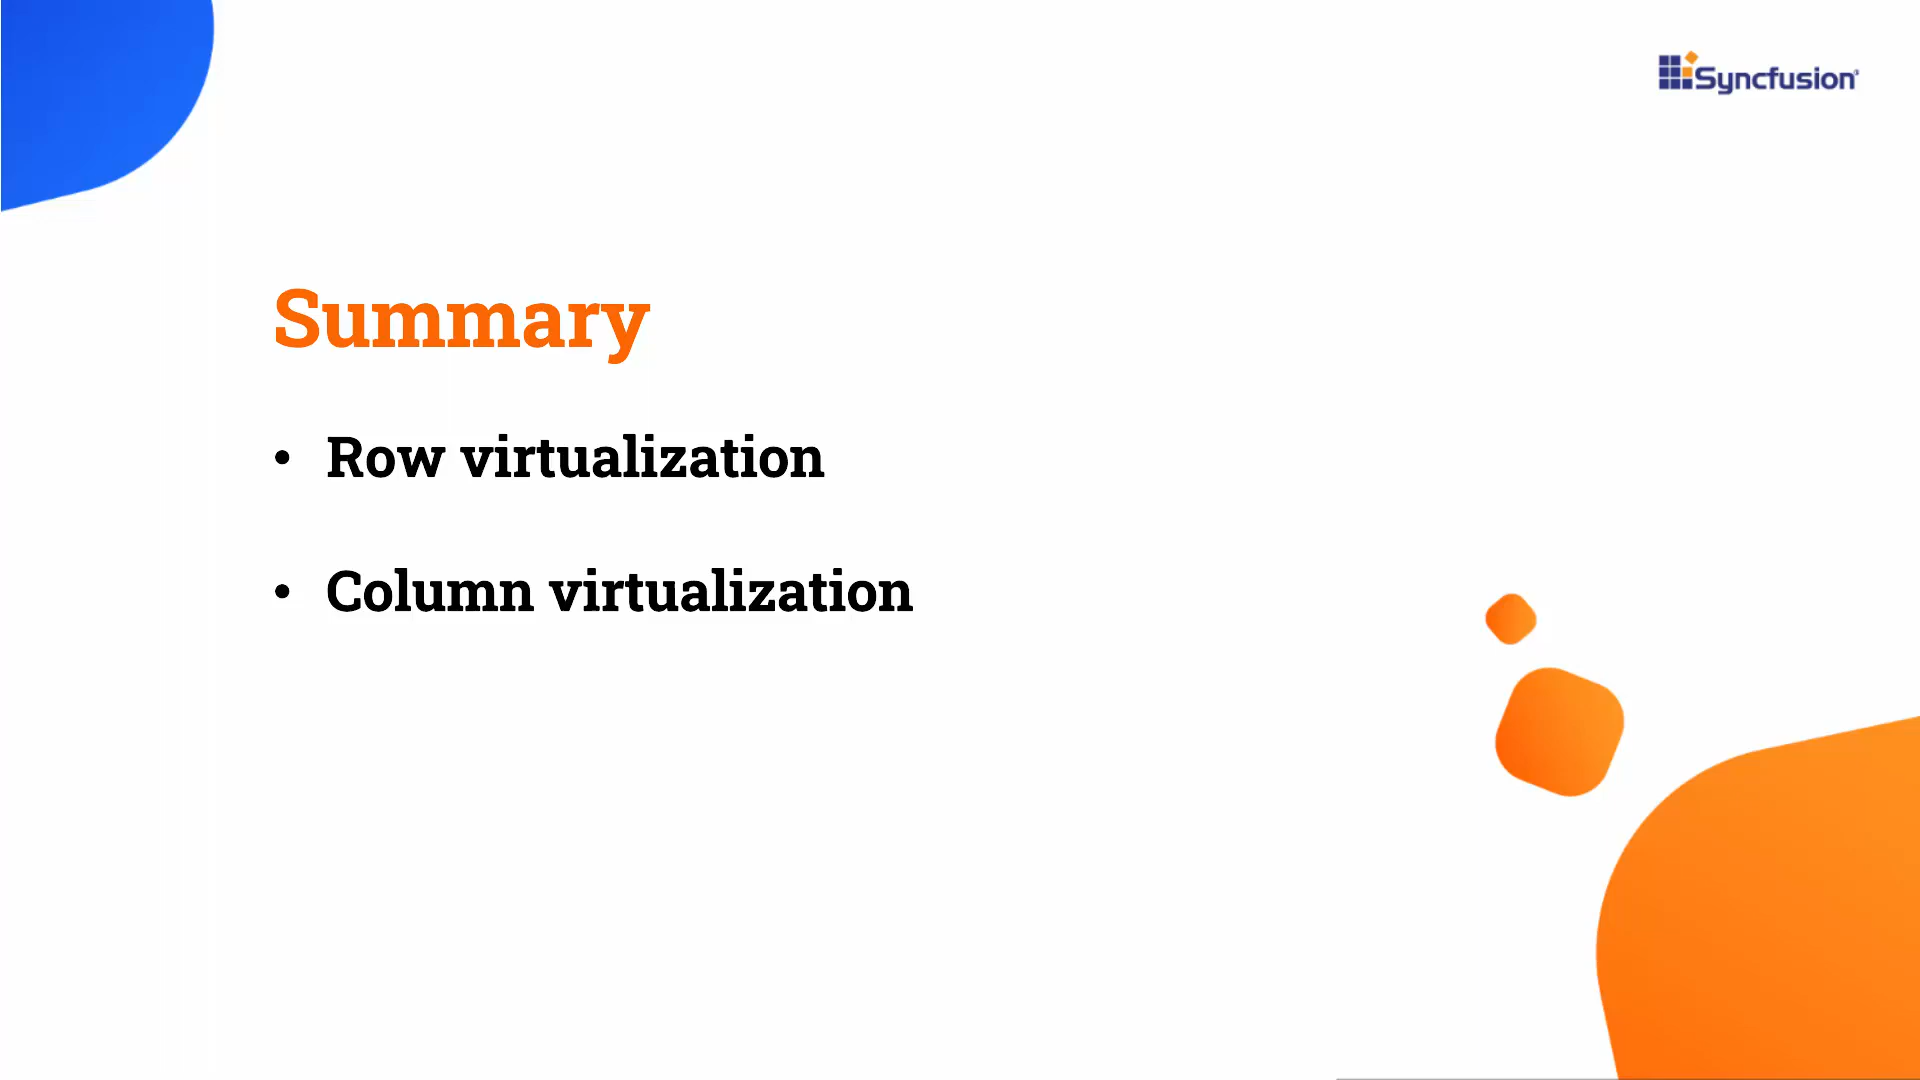 Syncfusion®
Summary
• Row virtualization
• Column virtualization